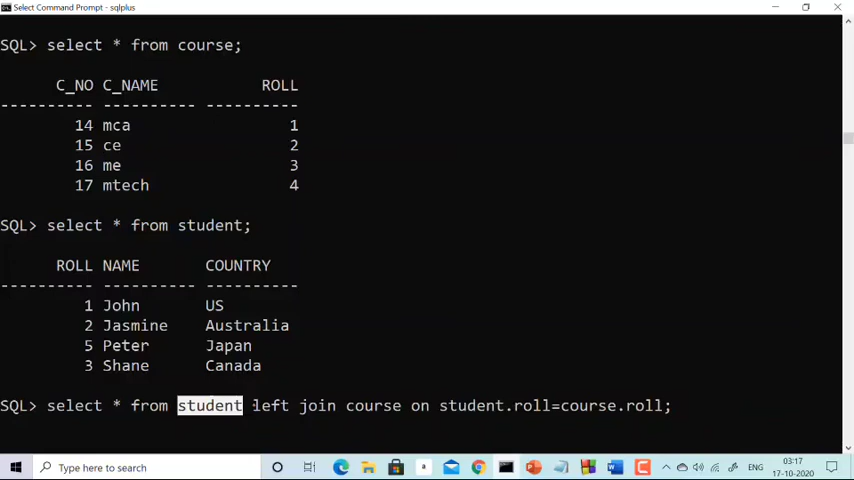 Select Command Prompt - sqlplus
SQL> select * from course;
C_NO C_NAME ROLL
---------- ---------- ----------
14 mca 1
15 ce 2
16 me 3
17 mtech 4
SQL> select * from student;
ROLL NAME COUNTRY
---------- ---------- ----------
1 John US
2 Jasmine Australia
5 Peter Japan
3 Shane Canada
SQL> select * from student left join course on student.roll=course.roll;
Type here to search
ENG
03:17
17-10-2020